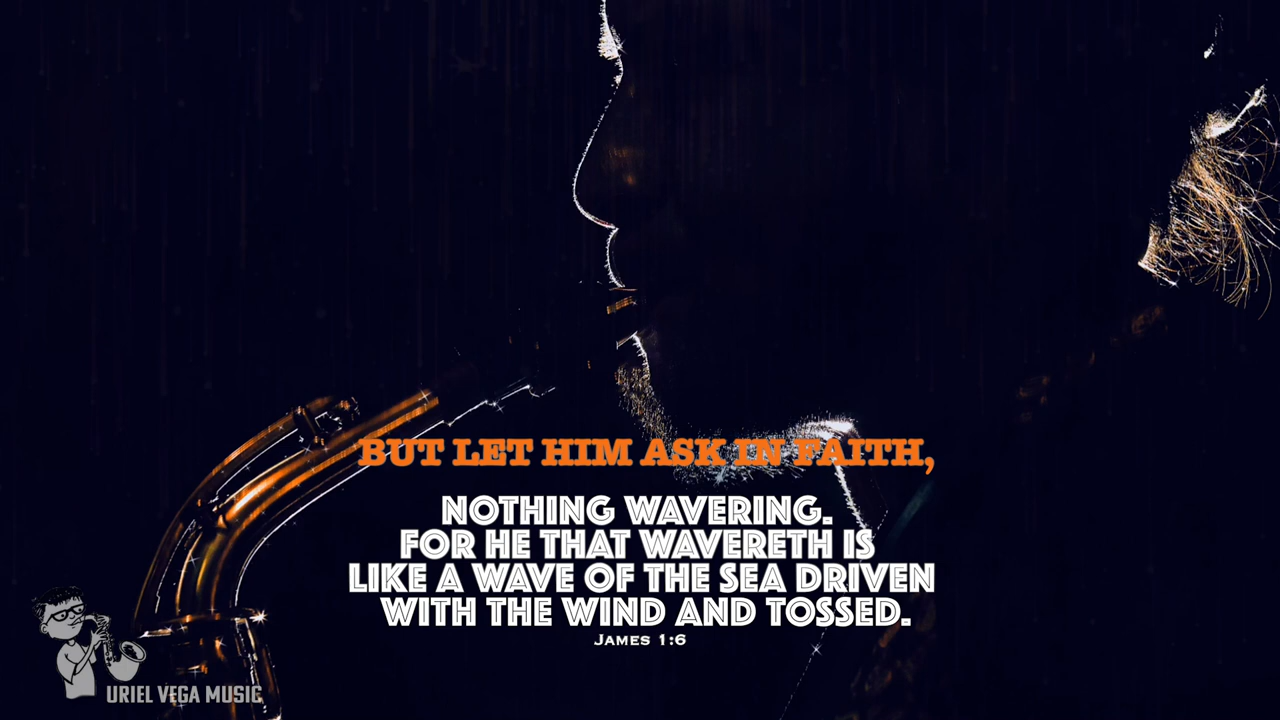 BUT LET HIM ASK IN FAITH,
NOTHING WAVERING.
FOR HE THAT WAVERETH IS
LIKE A WAVE OF THE SEA DRIVEN
WITH THE WIND AND TOSSED.
James 1:6
URIEL VEGA MUSIC